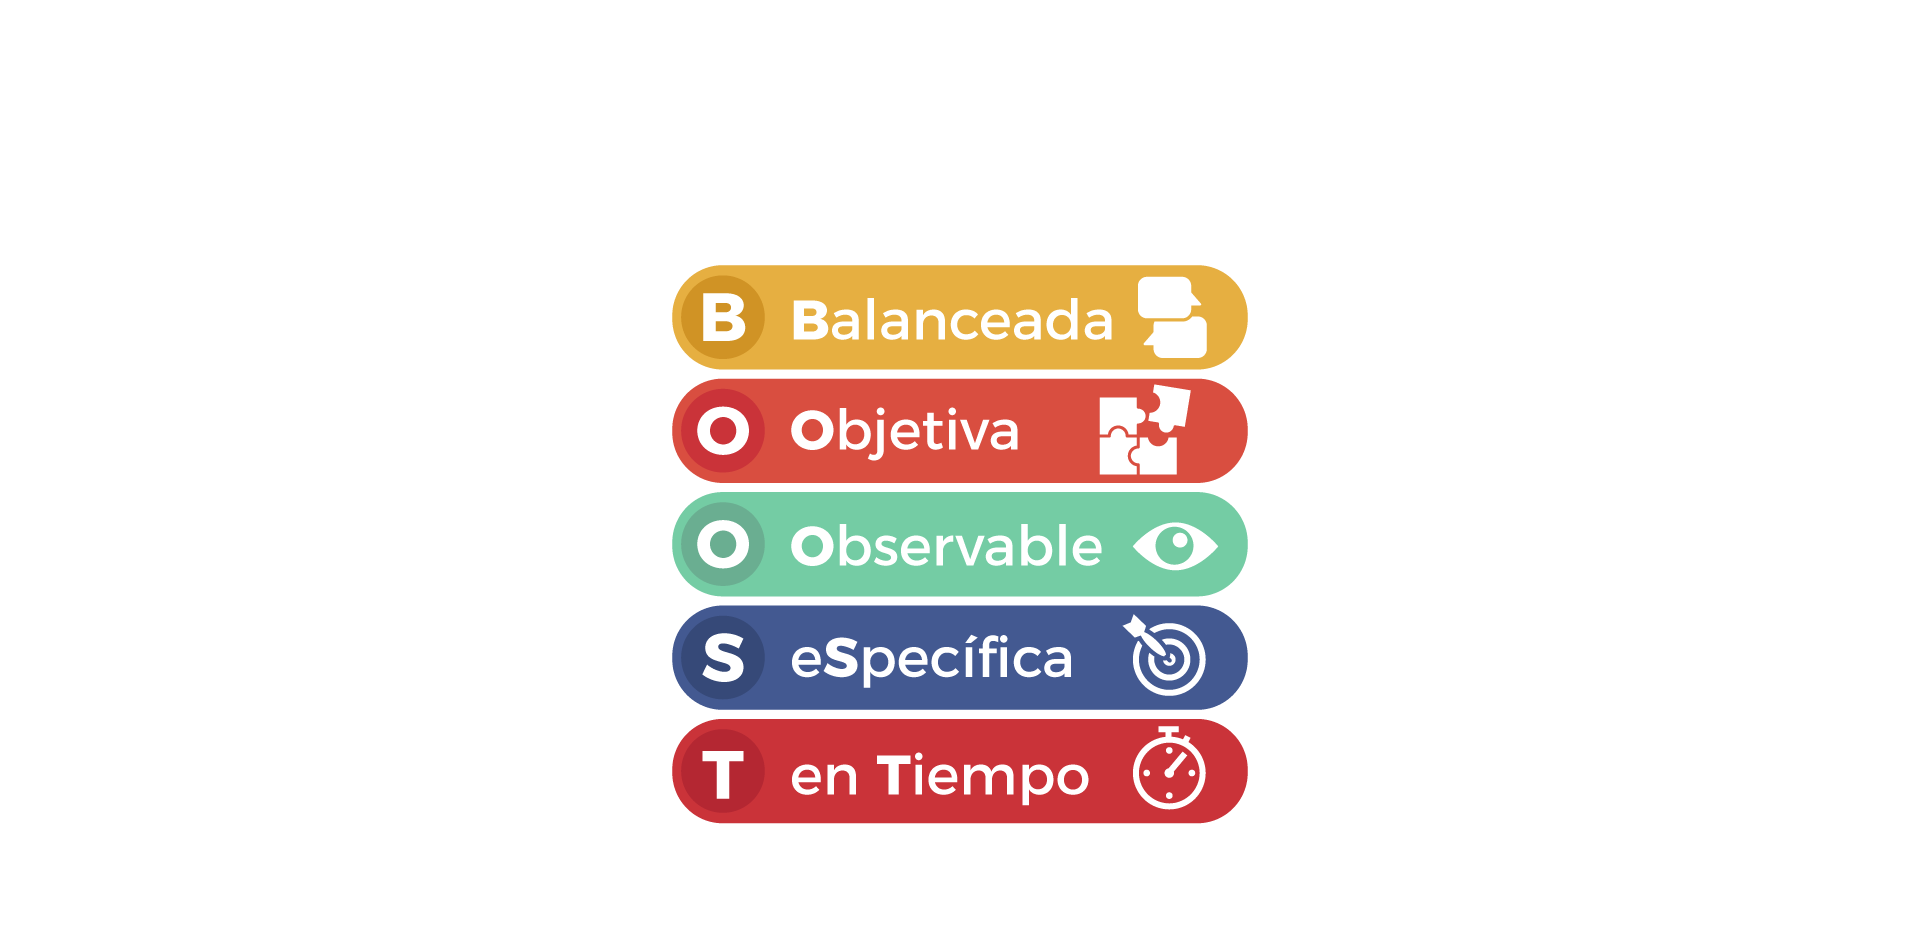 B Balanceada
O Objetiva
O Observable
S eSpecífica
T en Tiempo